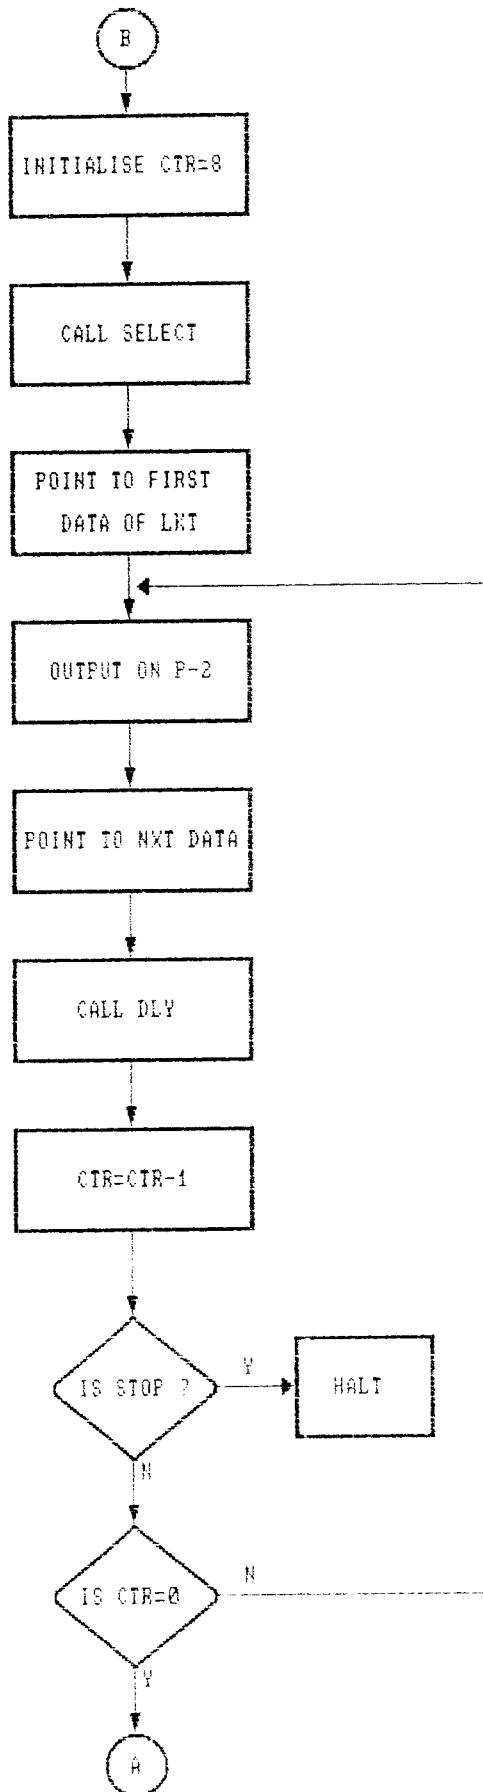 B
INITIALISE CTR=8
CALL SELECT
POINT TO FIRST
DATA OF LKT
OUTPUT ON P-2
POINT TO NXT DATA
CALL DLY
CTR=CTR-1
IS STOP ?
Y
HALT
N
IS CTR=0
N
Y
A